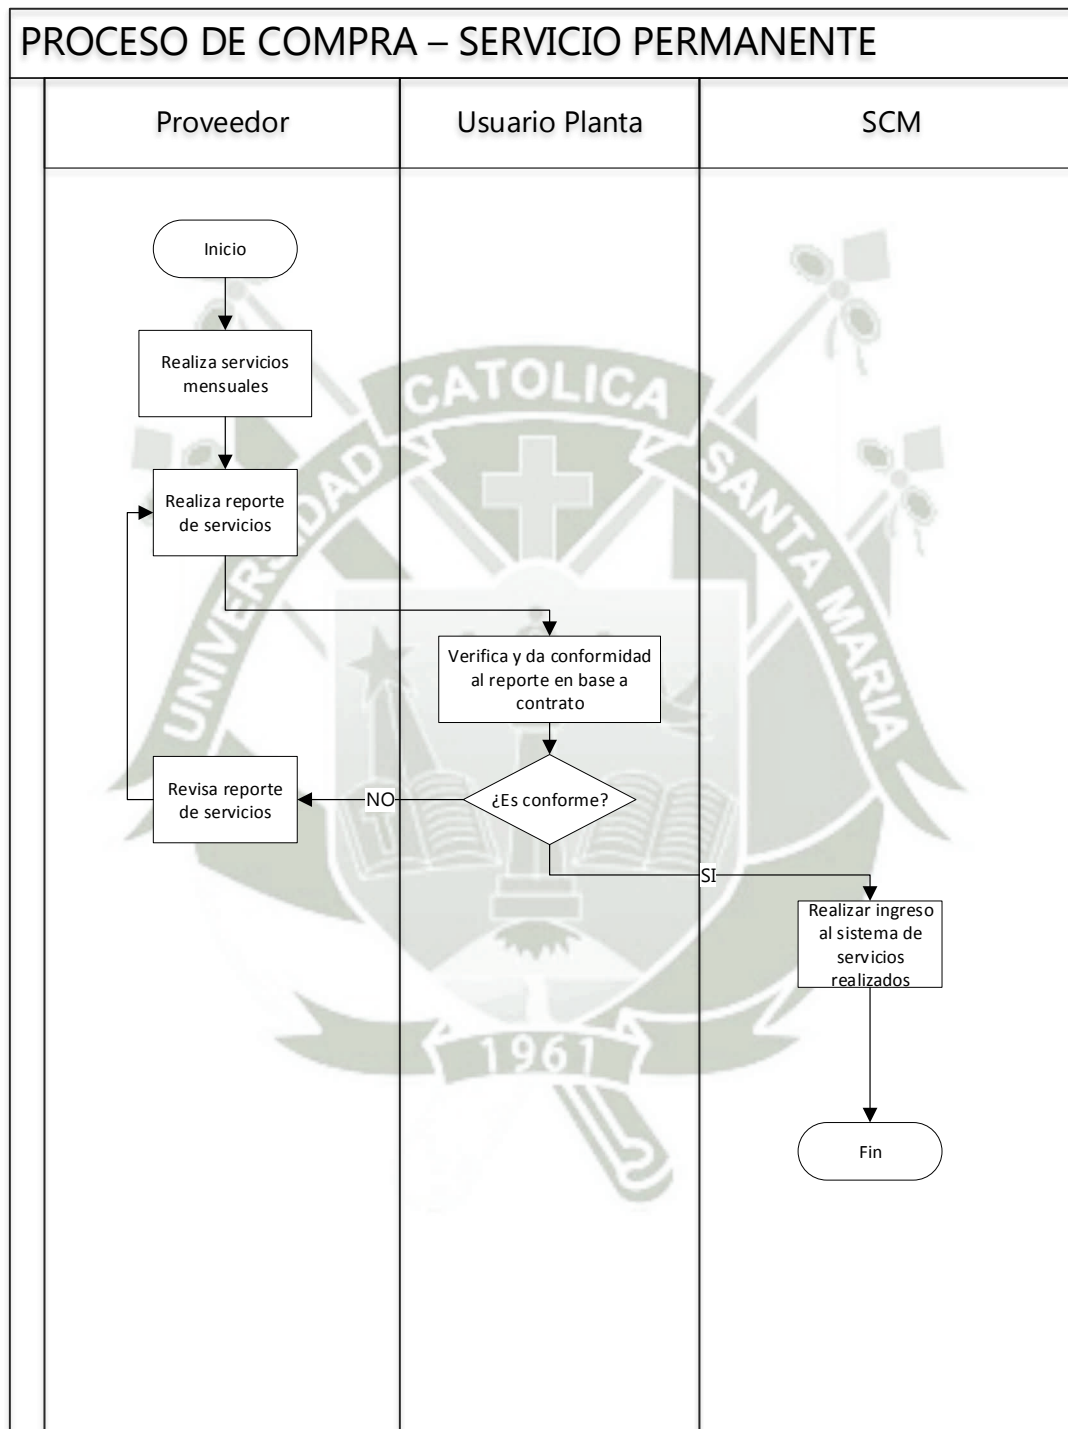 PROCESO DE COMPRA – SERVICIO PERMANENTE
Proveedor
Usuario Planta
SCM
Inicio
Realiza servicios
mensuales
Realiza reporte
de servicios
Verifica y da conformidad
al reporte en base a
contrato
¿Es conforme?
NO
Revisa reporte
de servicios
SI
Realizar ingreso
al sistema de
servicios
realizados
Fin
UNIVERSIDAD CATOLICA SANTA MARIA
1961